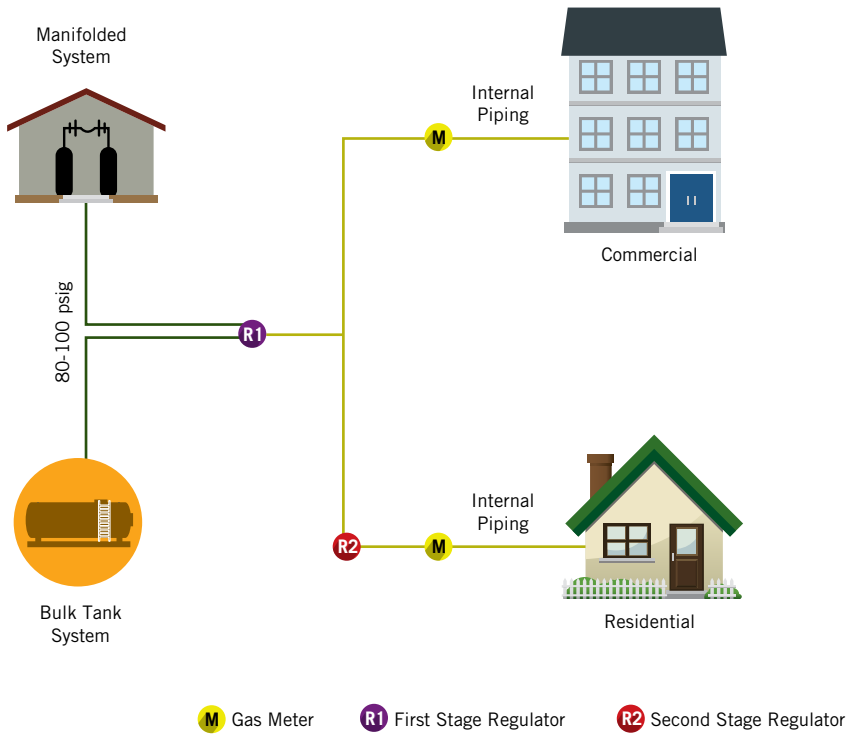 Manifolded
System
Internal
Piping
M
Commercial
80-100 psig
R1
Internal
Piping
R2
M
Residential
Bulk Tank
System
M Gas Meter
R1 First Stage Regulator
R2 Second Stage Regulator